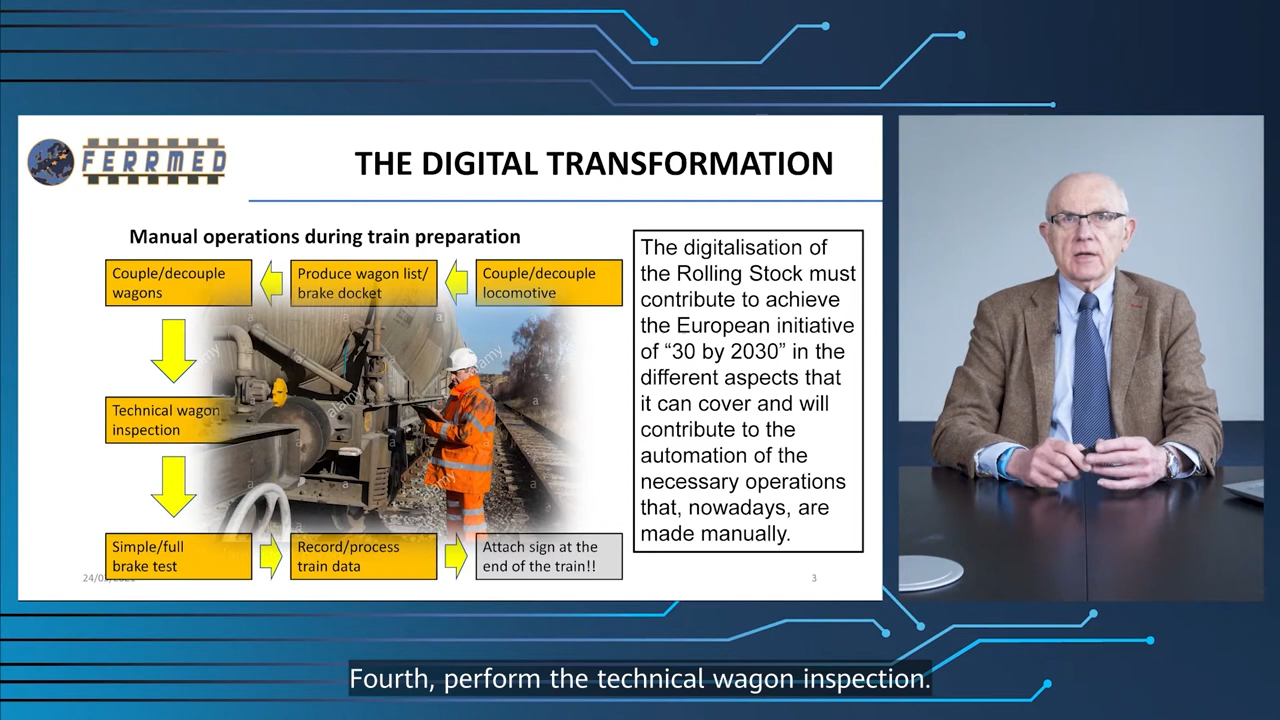 FERRMED
THE DIGITAL TRANSFORMATION
Manual operations during train preparation
Couple/decouple
wagons
Produce wagon list/
brake docket
Couple/decouple
locomotive
Technical wagon
inspection
Simple/full
brake test
Record/process
train data
Attach sign at the
end of the train!!
The digitalisation of
the Rolling Stock must
contribute to achieve
the European initiative
of “30 by 2030” in the
different aspects that
it can cover and will
contribute to the
automation of the
necessary operations
that, nowadays, are
made manually.
alamy
alamy
alamy
a
a
a
a
a
a
3
Fourth, perform the technical wagon inspection.